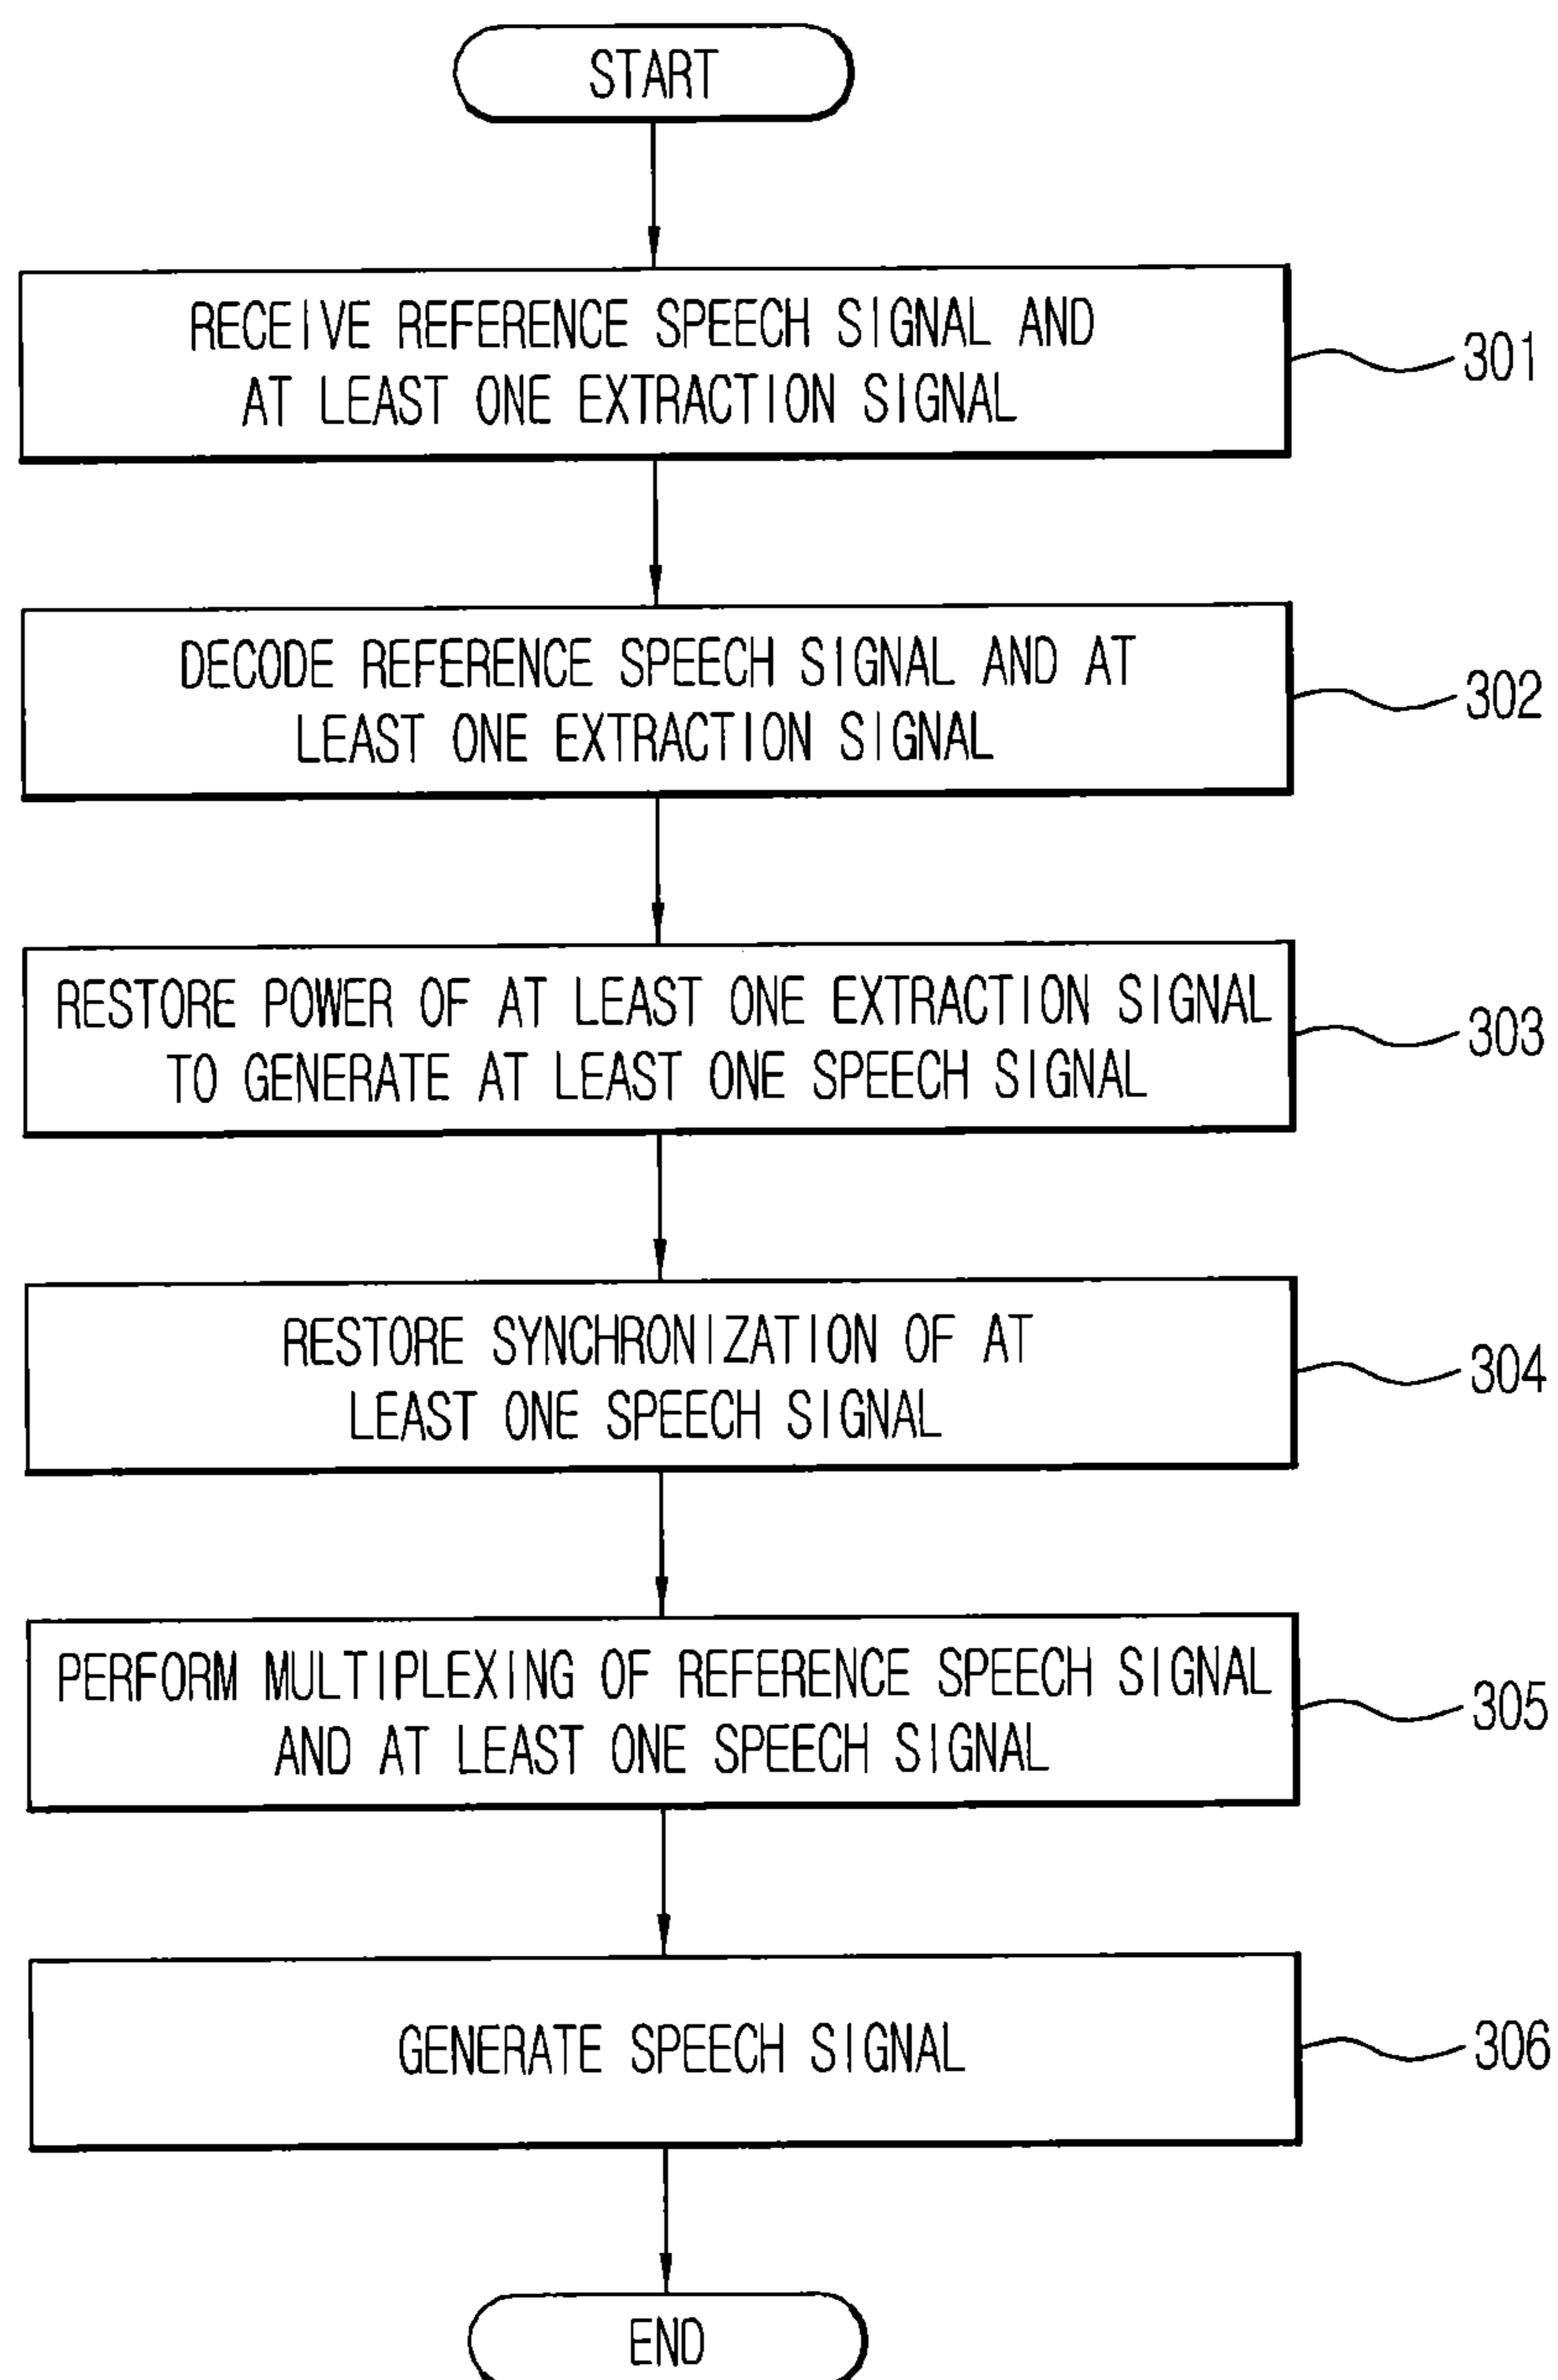 START
RECEIVE REFERENCE SPEECH SIGNAL AND
AT LEAST ONE EXTRACTION SIGNAL
301
DECODE REFERENCE SPEECH SIGNAL AND AT
LEAST ONE EXTRACTION SIGNAL
302
RESTORE POWER OF AT LEAST ONE EXTRACTION SIGNAL
TO GENERATE AT LEAST ONE SPEECH SIGNAL
303
RESTORE SYNCHRONIZATION OF AT
LEAST ONE SPEECH SIGNAL
304
PERFORM MULTIPLEXING OF REFERENCE SPEECH SIGNAL
AND AT LEAST ONE SPEECH SIGNAL
305
GENERATE SPEECH SIGNAL
306
END